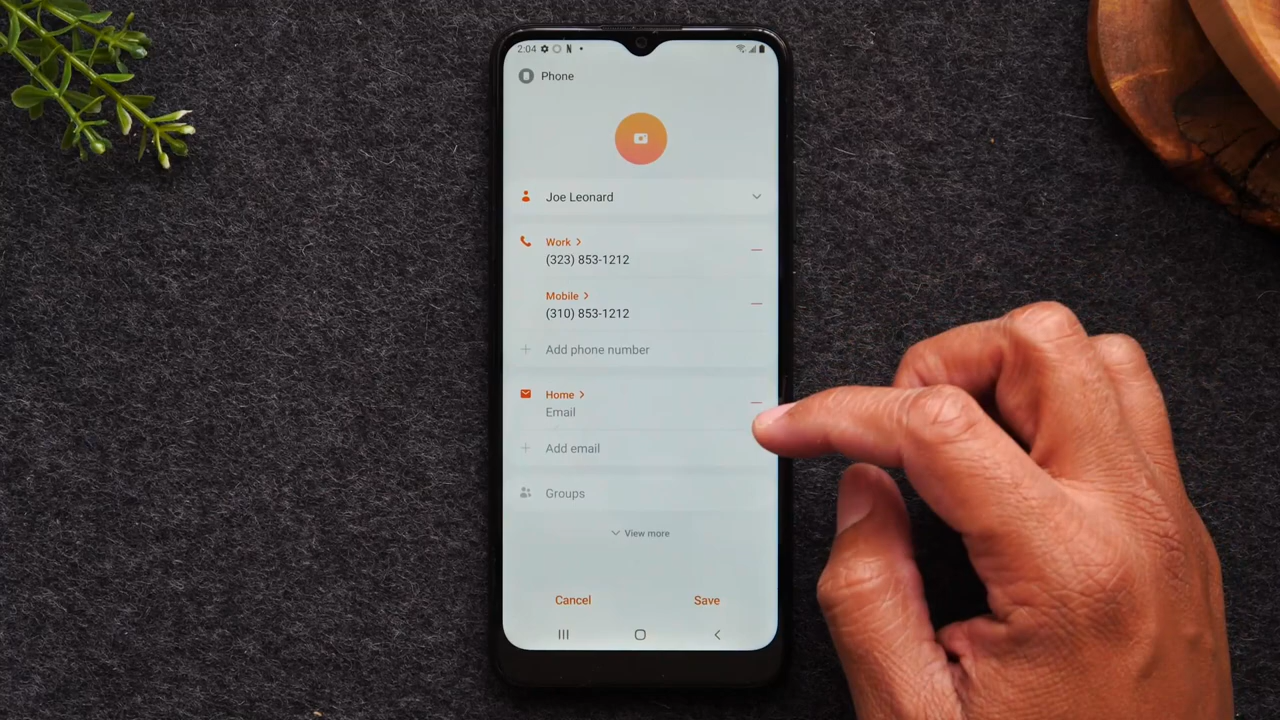 2:04
Phone
Joe Leonard
Work >
(323) 853-1212
Mobile >
(310) 853-1212
Add phone number
Home >
Email
Add email
Groups
View more
Cancel Save